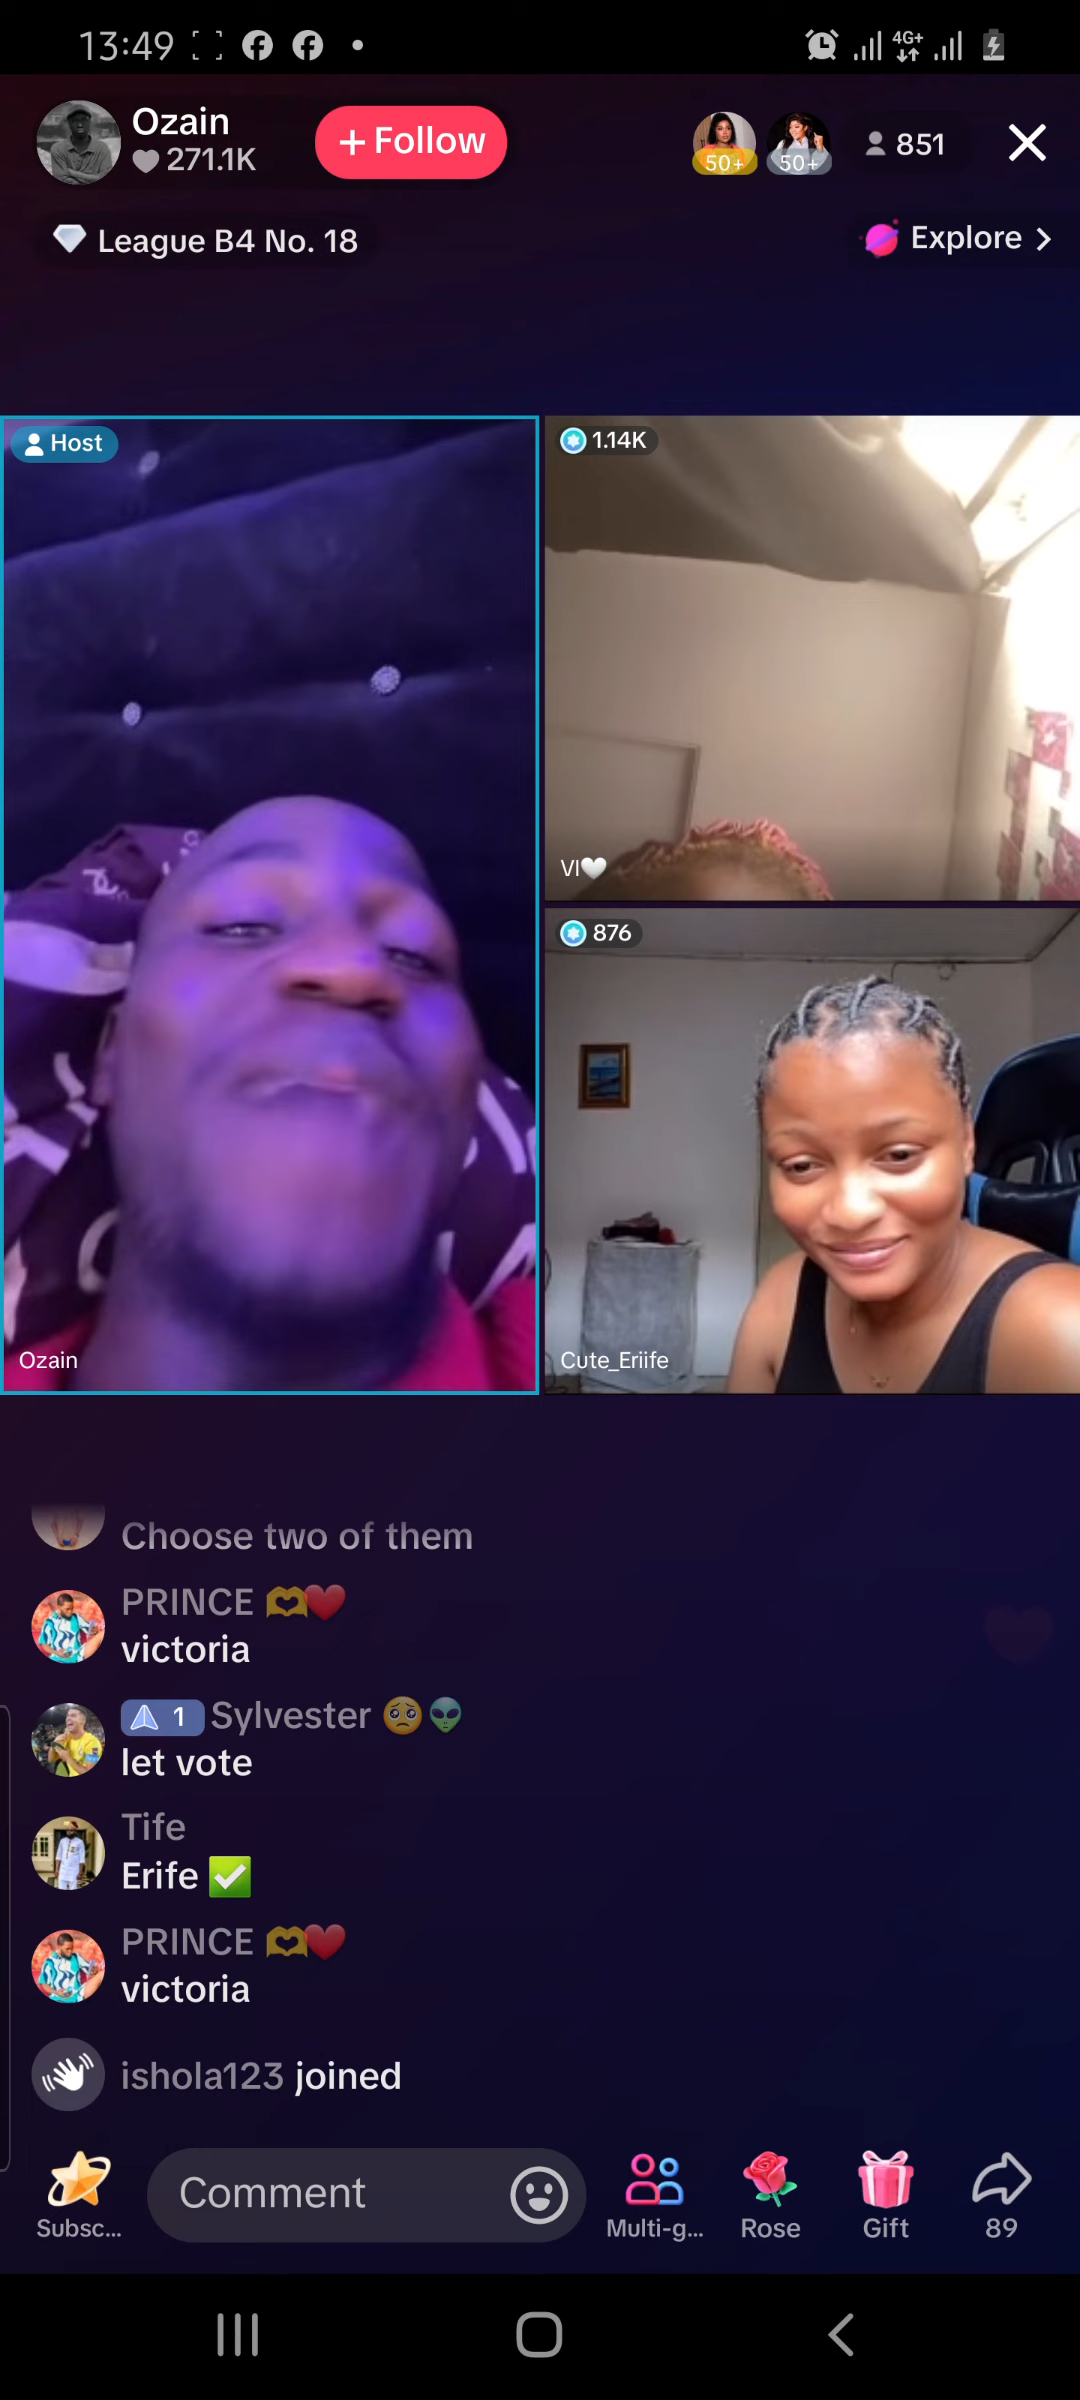 13:49
4G+
Ozain
271.1K
+ Follow
50+
50+
851
League B4 No. 18
Explore >
Host
1.14K
VI🤍
876
Ozain
Cute_Eriife
Choose two of them
PRINCE 🫶❤️
victoria
1 Sylvester 🥺👽
let vote
Tife
Erife ✅
PRINCE 🫶❤️
victoria
ishola123 joined
Comment
Subsc...
Multi-g...
Rose
Gift
89